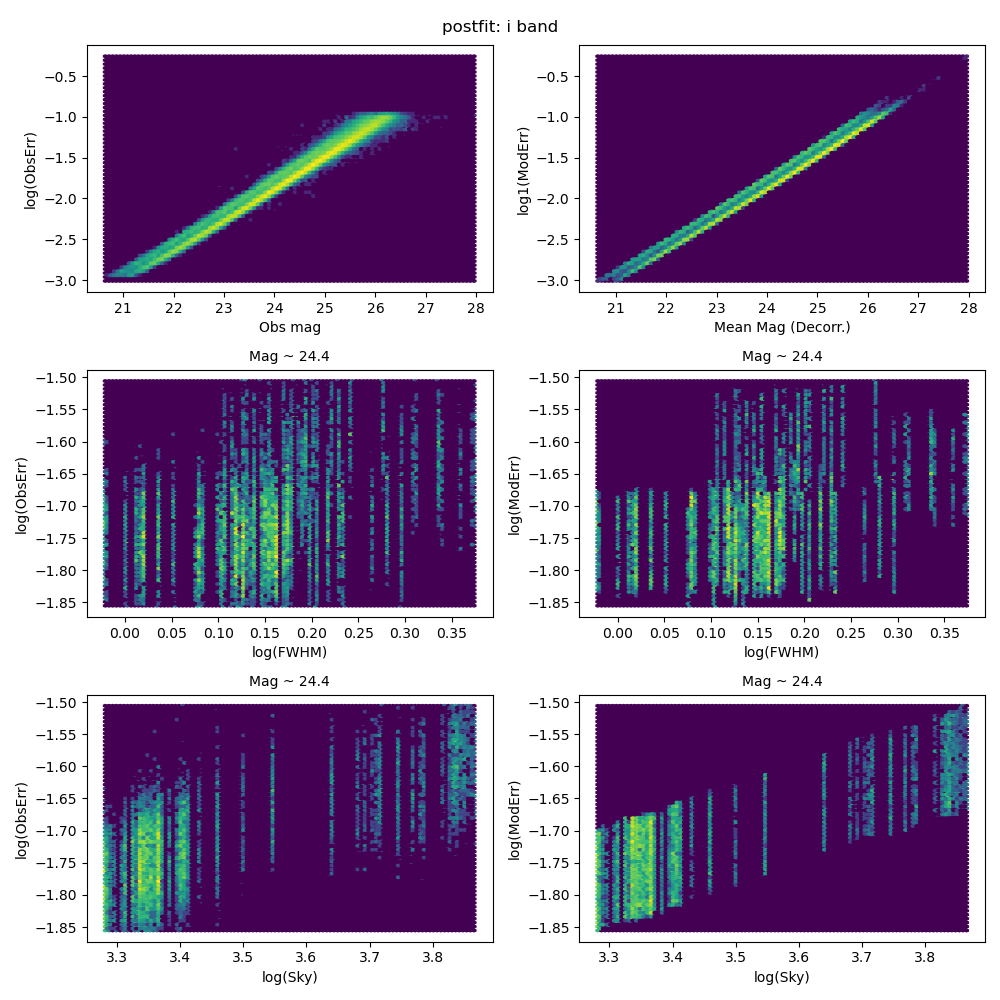 postfit: i band
−0.5
−1.0
−1.5
−2.0
−2.5
−3.0
log(ObsErr)
21 22 23 24 25 26 27 28
Obs mag
−0.5
−1.0
−1.5
−2.0
−2.5
−3.0
log1(ModErr)
21 22 23 24 25 26 27 28
Mean Mag (Decorr.)
Mag ~ 24.4
−1.50
−1.55
−1.60
−1.65
−1.70
−1.75
−1.80
−1.85
log(ObsErr)
0.00 0.05 0.10 0.15 0.20 0.25 0.30 0.35
log(FWHM)
Mag ~ 24.4
−1.50
−1.55
−1.60
−1.65
−1.70
−1.75
−1.80
−1.85
log(ModErr)
0.00 0.05 0.10 0.15 0.20 0.25 0.30 0.35
log(FWHM)
Mag ~ 24.4
−1.50
−1.55
−1.60
−1.65
−1.70
−1.75
−1.80
−1.85
log(ObsErr)
3.3 3.4 3.5 3.6 3.7 3.8
log(Sky)
Mag ~ 24.4
−1.50
−1.55
−1.60
−1.65
−1.70
−1.75
−1.80
−1.85
log(ModErr)
3.3 3.4 3.5 3.6 3.7 3.8
log(Sky)